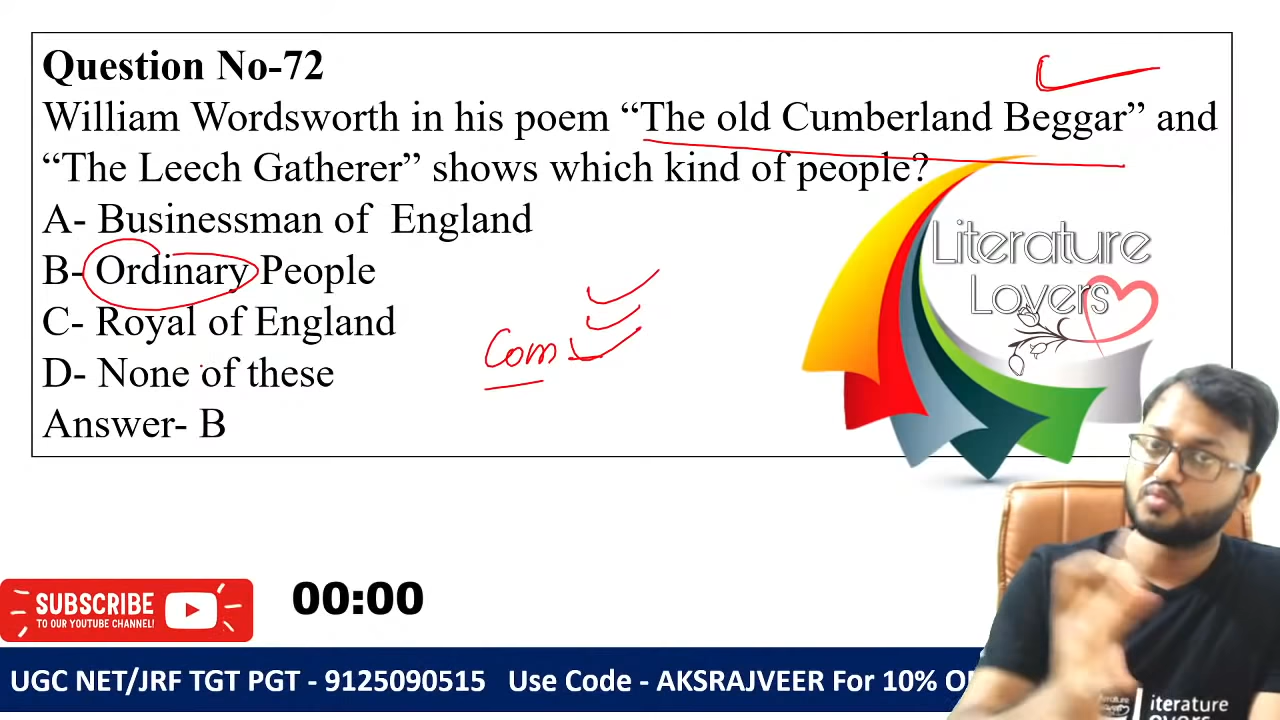 Question No-72
William Wordsworth in his poem “The old Cumberland Beggar” and
“The Leech Gatherer” shows which kind of people?
A- Businessman of England
B- Ordinary People
C- Royal of England
D- None of these
Answer- B
Com
Literature
Lovers
SUBSCRIBE
TO OUR YOUTUBE CHANNEL!
00:00
UGC NET/JRF TGT PGT - 9125090515 Use Code - AKSRAJVEER For 10% O
iterature